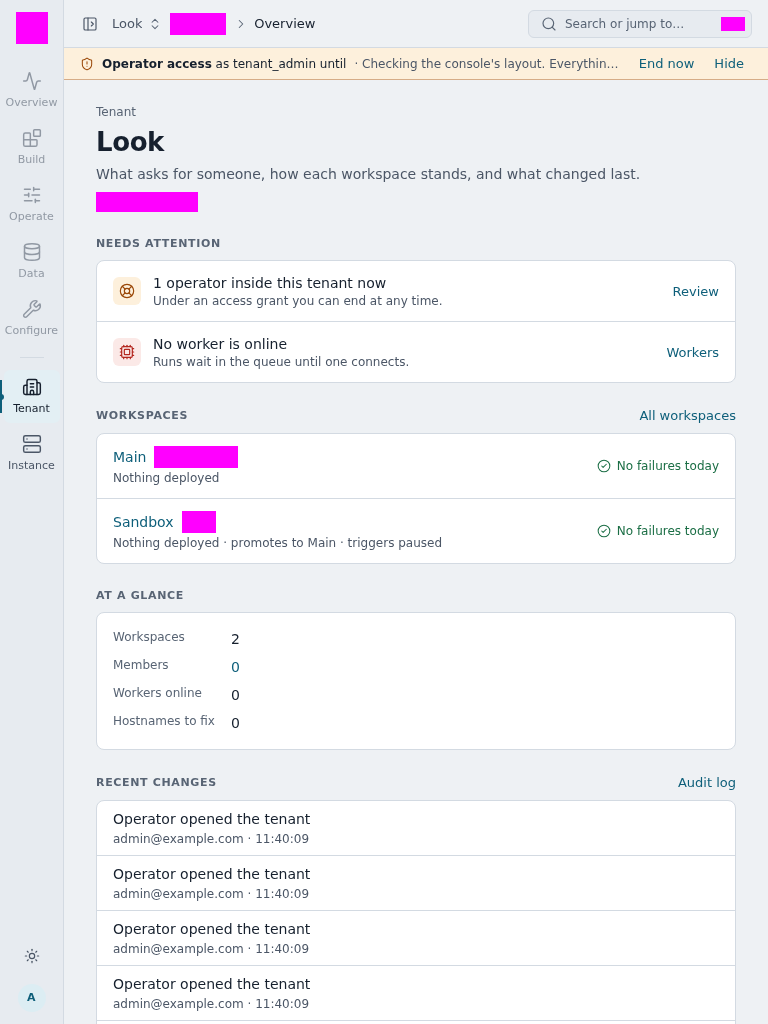 Look
Overview
Search or jump to…
Operator access as tenant_admin until · Checking the console's layout. Everythin…
End now
Hide
Overview
Build
Operate
Data
Configure
Tenant
Instance
A
Tenant
Look
What asks for someone, how each workspace stands, and what changed last.
NEEDS ATTENTION
1 operator inside this tenant now
Under an access grant you can end at any time.
Review
No worker is online
Runs wait in the queue until one connects.
Workers
WORKSPACES
All workspaces
Main
Nothing deployed
No failures today
Sandbox
Nothing deployed · promotes to Main · triggers paused
No failures today
AT A GLANCE
Workspaces 2
Members 0
Workers online 0
Hostnames to fix 0
RECENT CHANGES
Audit log
Operator opened the tenant
admin@example.com · 11:40:09
Operator opened the tenant
admin@example.com · 11:40:09
Operator opened the tenant
admin@example.com · 11:40:09
Operator opened the tenant
admin@example.com · 11:40:09